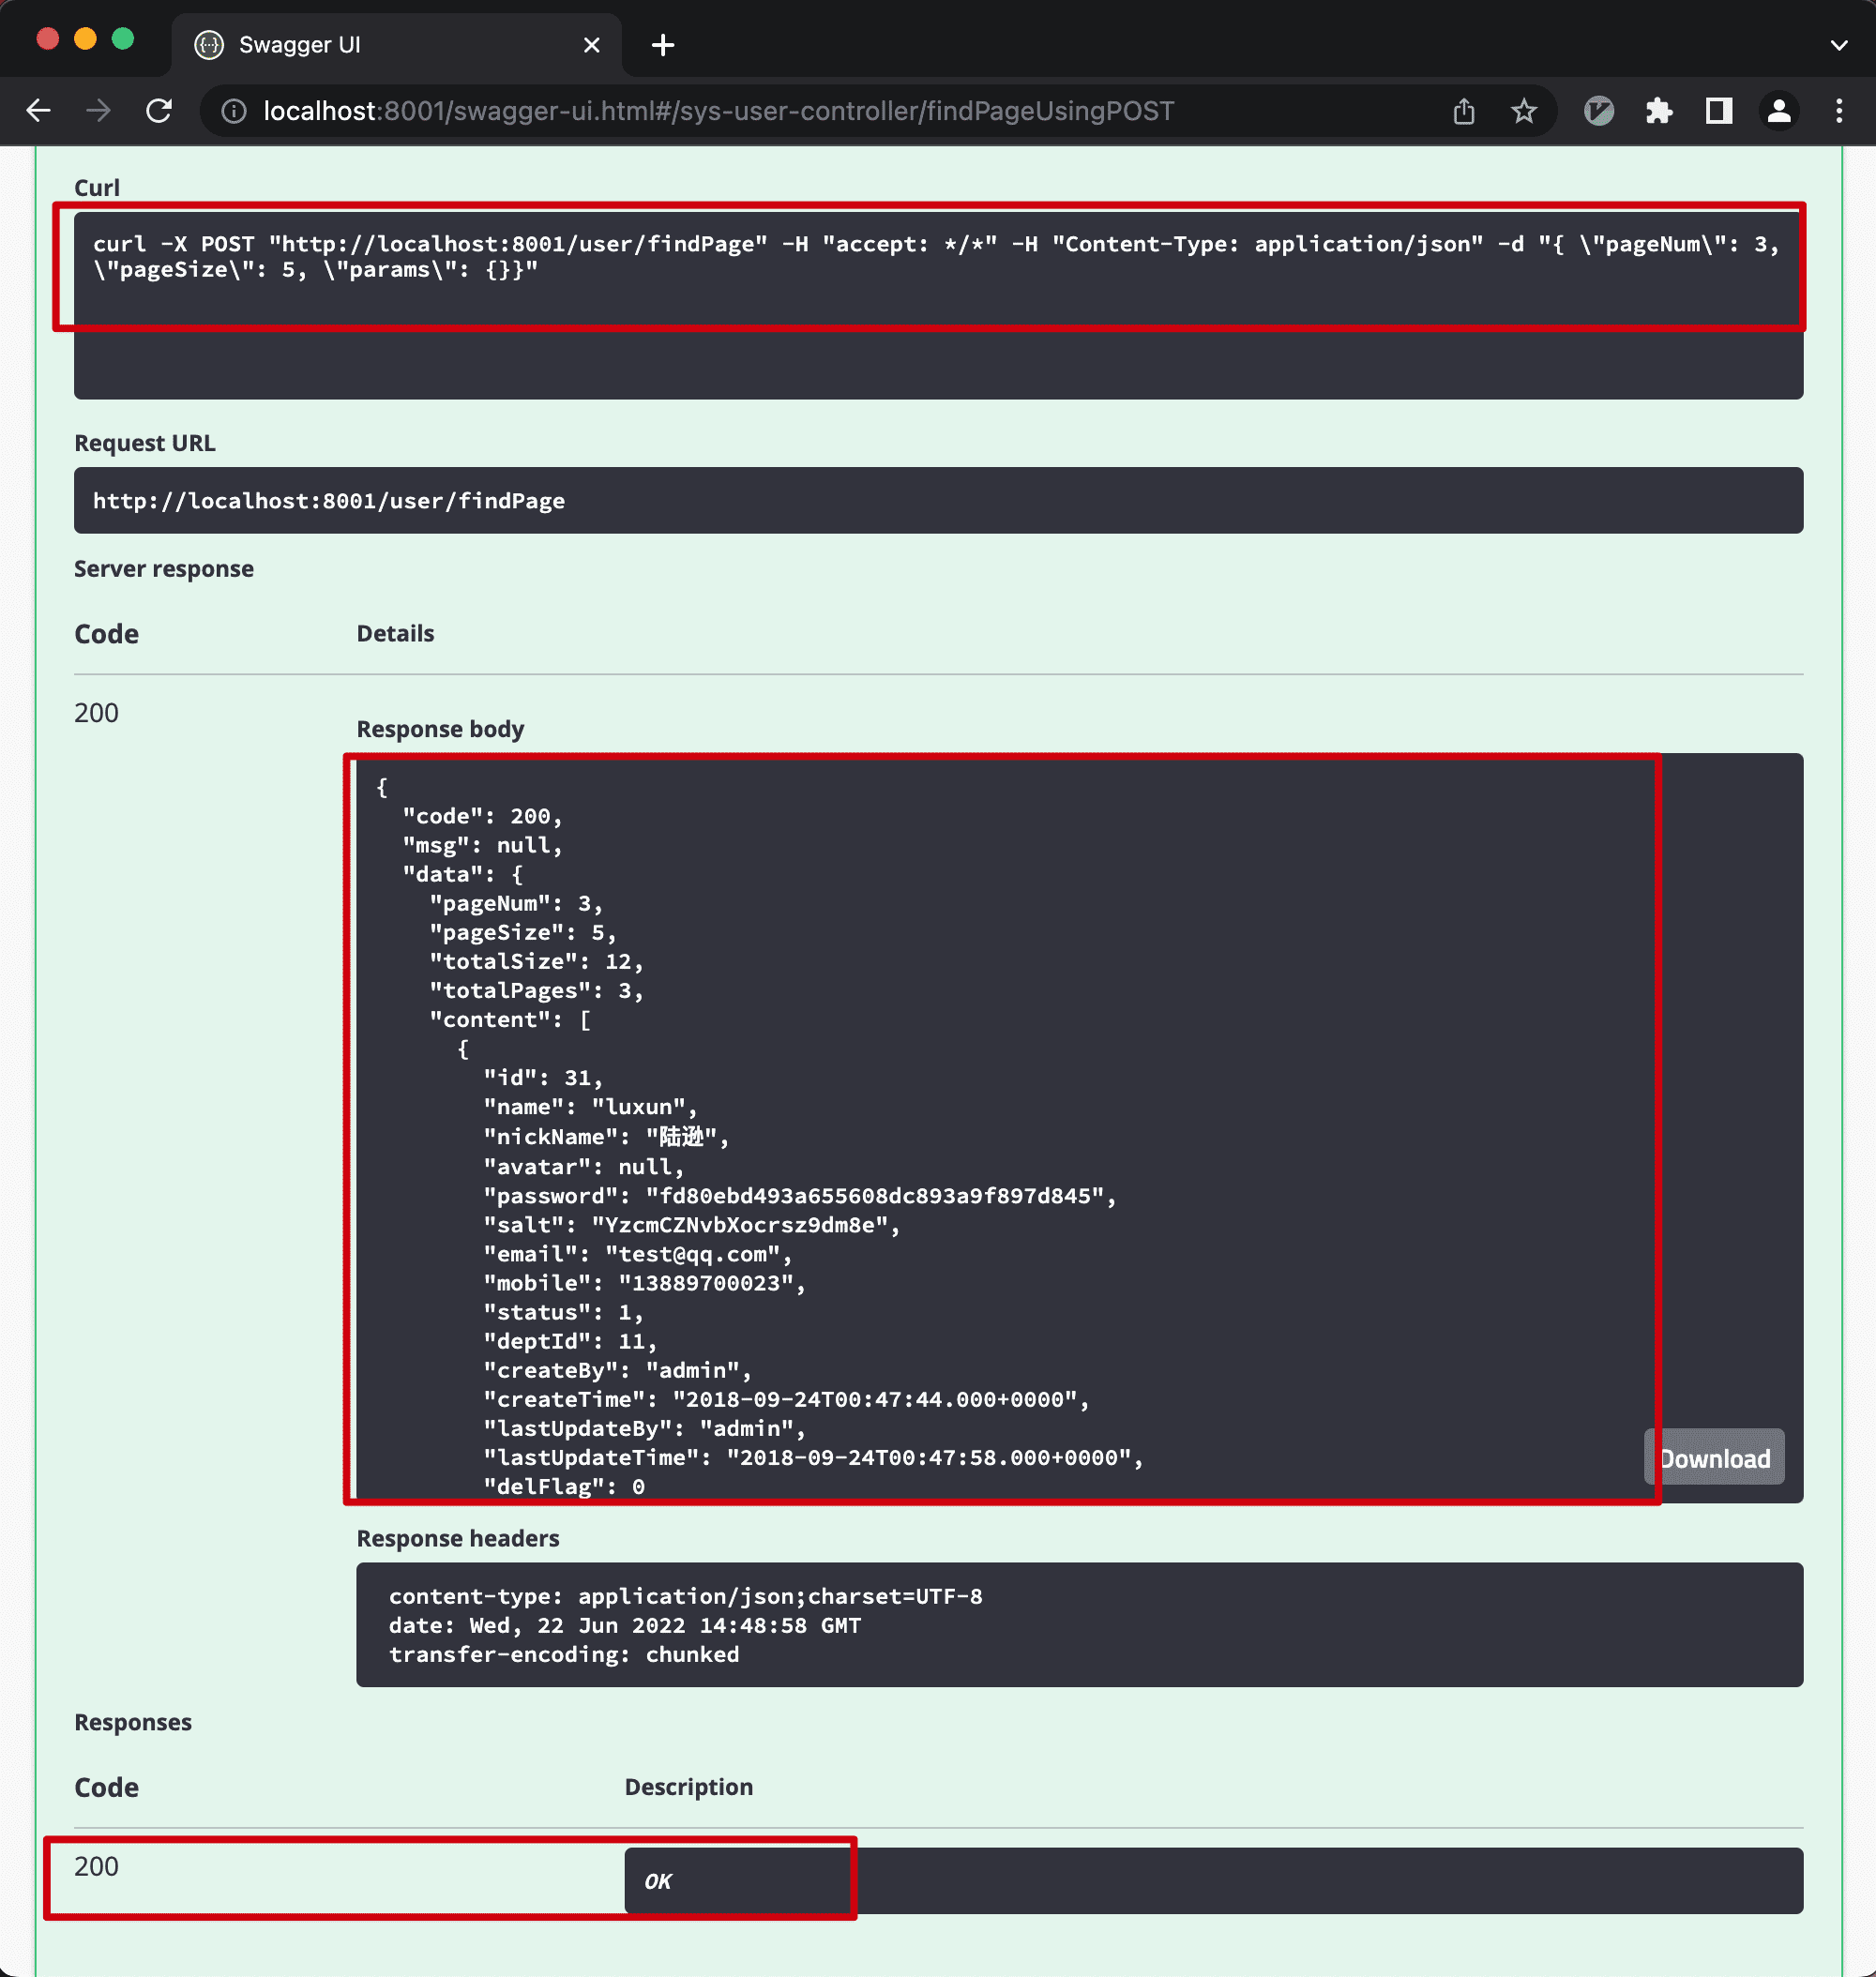 Swagger UI
localhost:8001/swagger-ui.html#/sys-user-controller/findPageUsingPOST
Curl
curl -X POST "http://localhost:8001/user/findPage" -H "accept: */*" -H "Content-Type: application/json" -d "{ \"pageNum\": 3,
\"pageSize\": 5, \"params\": {}}"
Request URL
http://localhost:8001/user/findPage
Server response
Code Details
200
Response body
{
"code": 200,
"msg": null,
"data": {
"pageNum": 3,
"pageSize": 5,
"totalSize": 12,
"totalPages": 3,
"content": [
{
"id": 31,
"name": "luxun",
"nickName": "陆逊",
"avatar": null,
"password": "fd80ebd493a655608dc893a9f897d845",
"salt": "YzcmCZNvbXocrsz9dm8e",
"email": "test@qq.com",
"mobile": "13889700023",
"status": 1,
"deptId": 11,
"createBy": "admin",
"createTime": "2018-09-24T00:47:44.000+0000",
"lastUpdateBy": "admin",
"lastUpdateTime": "2018-09-24T00:47:58.000+0000",
"delFlag": 0
Download
Response headers
content-type: application/json;charset=UTF-8
date: Wed, 22 Jun 2022 14:48:58 GMT
transfer-encoding: chunked
Responses
Code Description
200
OK